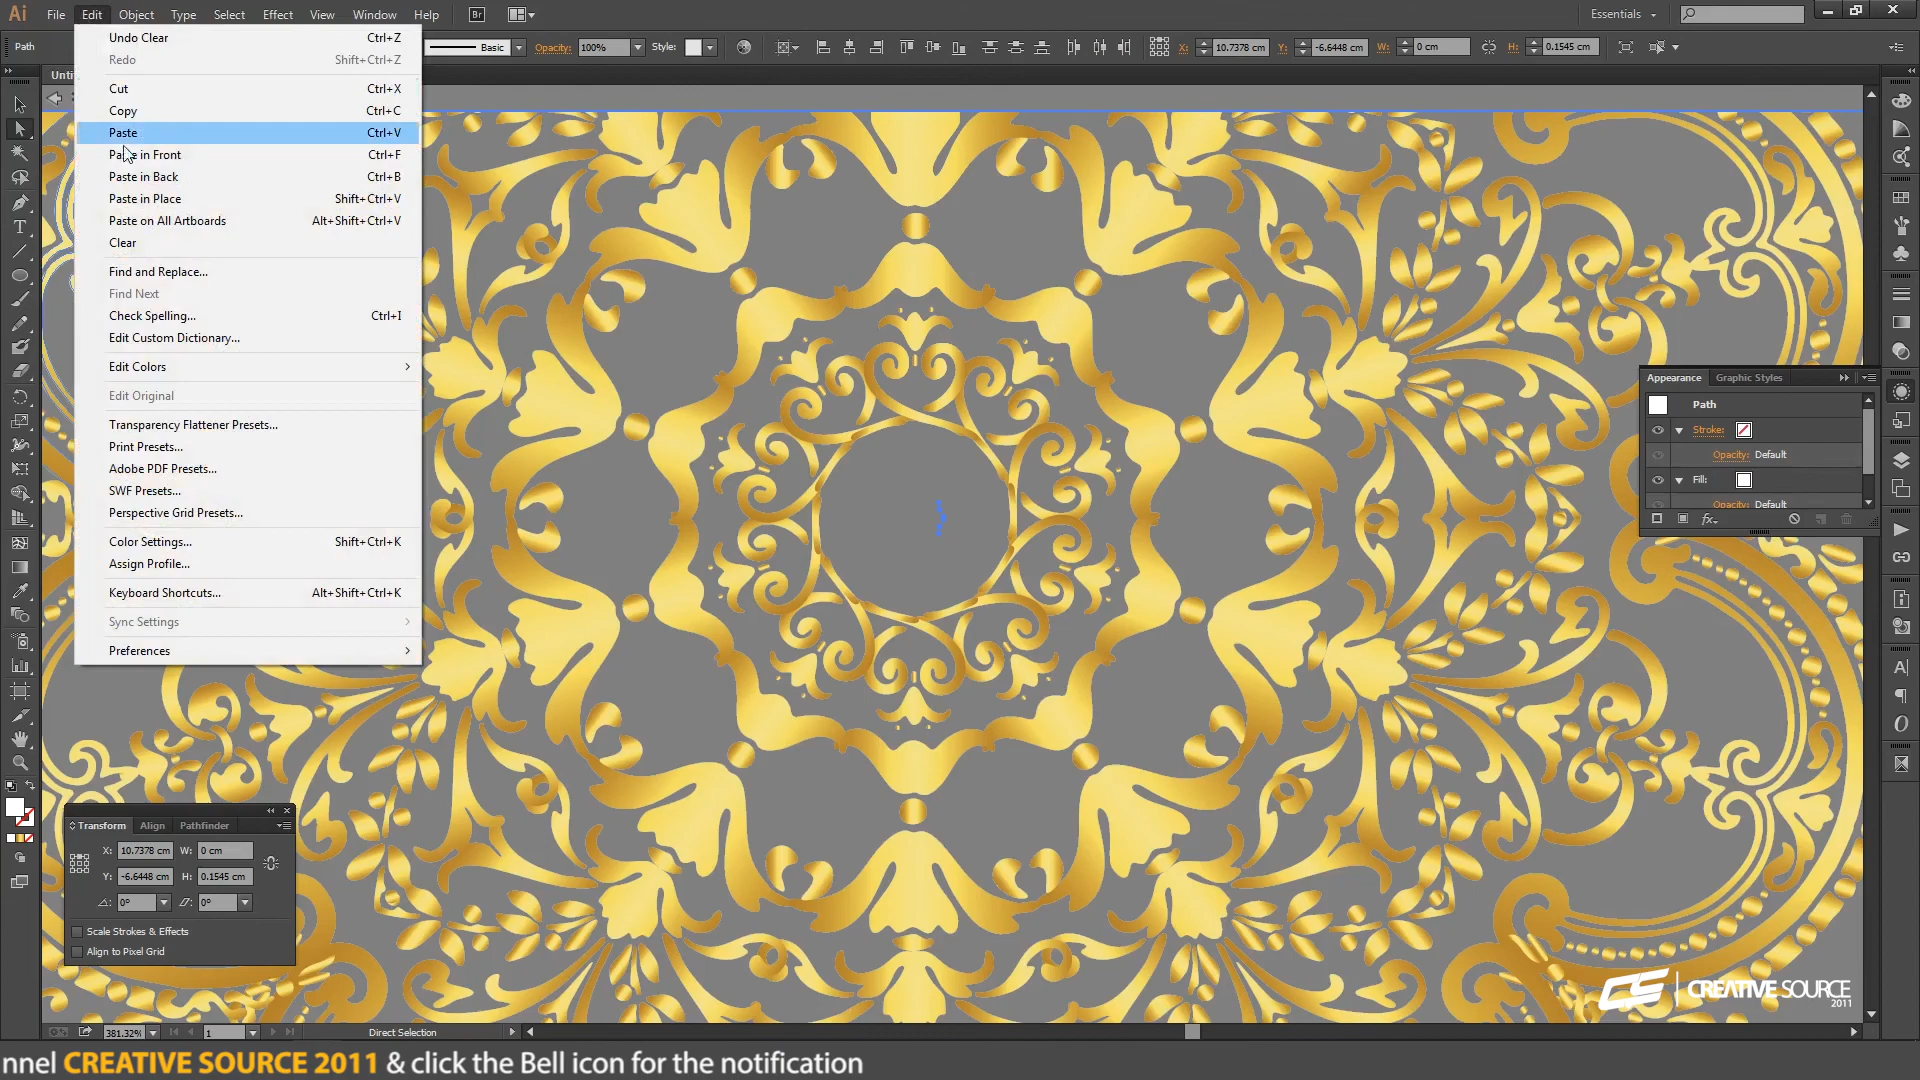 Ai File Edit Object Type Select Effect View Window Help Br Essentials
Path Basic Opacity: 100% Style: X: 10.7378 cm Y: -6.6448 cm W: 0 cm H: 0.1545 cm
Undo Clear Ctrl+Z
Redo Shift+Ctrl+Z
Cut Ctrl+X
Copy Ctrl+C
Paste Ctrl+V
Paste in Front Ctrl+F
Paste in Back Ctrl+B
Paste in Place Shift+Ctrl+V
Paste on All Artboards Alt+Shift+Ctrl+V
Clear
Find and Replace...
Find Next
Check Spelling... Ctrl+I
Edit Custom Dictionary...
Edit Colors
Edit Original
Transparency Flattener Presets...
Print Presets...
Adobe PDF Presets...
SWF Presets...
Perspective Grid Presets...
Color Settings... Shift+Ctrl+K
Assign Profile...
Keyboard Shortcuts... Alt+Shift+Ctrl+K
Sync Settings
Preferences
Appearance Graphic Styles
Path
Stroke:
Opacity: Default
Fill:
Opacity: Default
Transform Align Pathfinder
X: 10.7378 cm W: 0 cm
Y: -6.6448 cm H: 0.1545 cm
0° 0°
Scale Strokes & Effects
Align to Pixel Grid
CS CREATIVE SOURCE
2011
381.32% 1 Direct Selection
nnel CREATIVE SOURCE 2011 & click the Bell icon for the notification